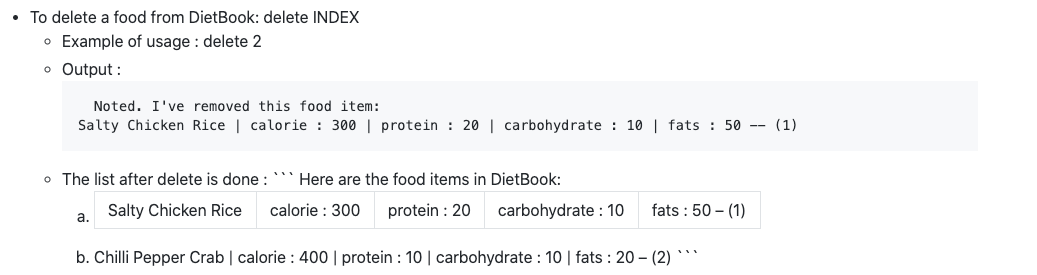 • To delete a food from DietBook: delete INDEX
◦ Example of usage : delete 2
◦ Output :
Noted. I've removed this food item:
Salty Chicken Rice | calorie : 300 | protein : 20 | carbohydrate : 10 | fats : 50 -- (1)
◦ The list after delete is done : ``` Here are the food items in DietBook:
a. Salty Chicken Rice calorie : 300 protein : 20 carbohydrate : 10 fats : 50 – (1)
b. Chilli Pepper Crab | calorie : 400 | protein : 10 | carbohydrate : 10 | fats : 20 – (2) ```